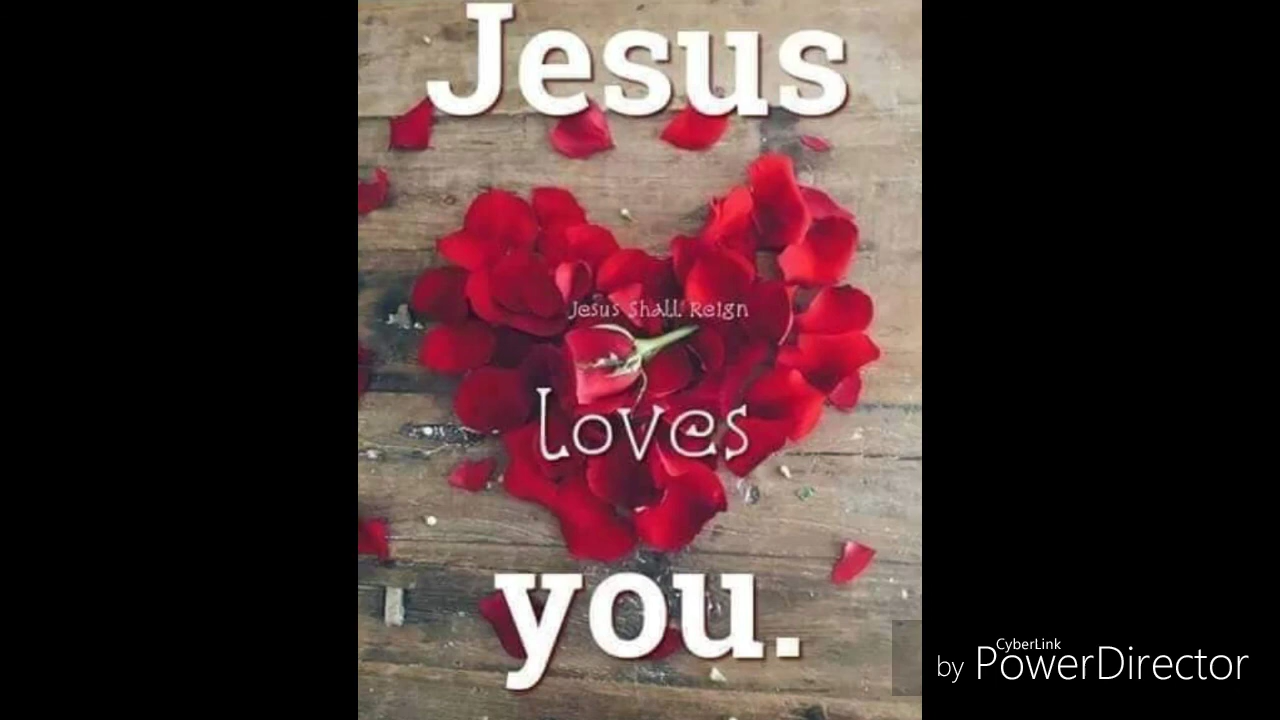 Jesus
Jesus Shall Reign
loves
you.
CyberLink
by PowerDirector